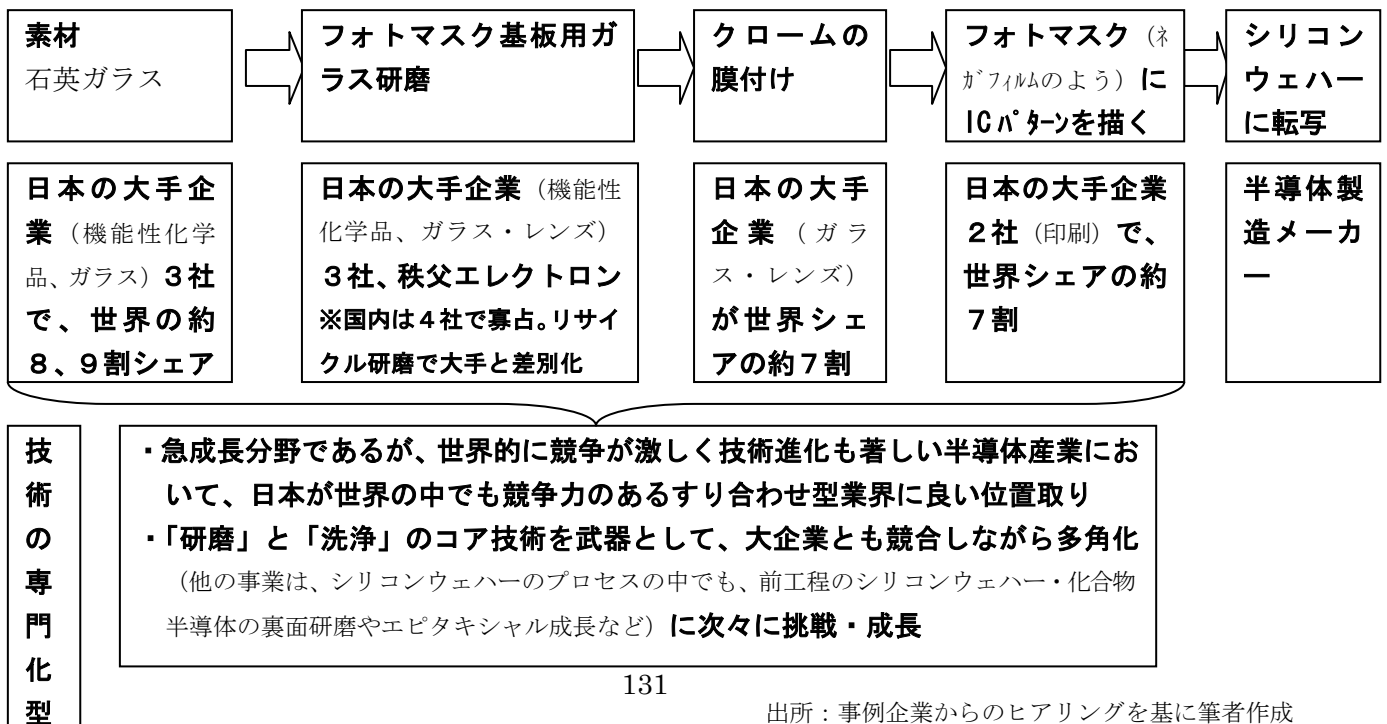 素材
石英ガラス
フォトマスク基板用ガ
ラス研磨
クロームの
膜付け
フォトマスク（ネ
ガフィルムのよう）に
ICパターンを描く
シリコン
ウェハー
に転写
日本の大手企
業（機能性化学
品、ガラス）３社
で、世界の約
８、９割シェア
日本の大手企業（機能性
化学品、ガラス・レンズ）
３社、秩父エレクトロン
※国内は４社で寡占。リサイ
クル研磨で大手と差別化
日本の大手
企業（ガラ
ス・レンズ）
が世界シェ
アの約７割
日本の大手企業
２社（印刷）で、
世界シェアの約
７割
半導体製
造メーカ
ー
技
術
の
専
門
化
型
・急成長分野であるが、世界的に競争が激しく技術進化も著しい半導体産業にお
いて、日本が世界の中でも競争力のあるすり合わせ型業界に良い位置取り
・「研磨」と「洗浄」のコア技術を武器として、大企業とも競合しながら多角化
（他の事業は、シリコンウェハーのプロセスの中でも、前工程のシリコンウェハー・化合物
半導体の裏面研磨やエピタキシャル成長など）に次々に挑戦・成長
131
出所：事例企業からのヒアリングを基に筆者作成